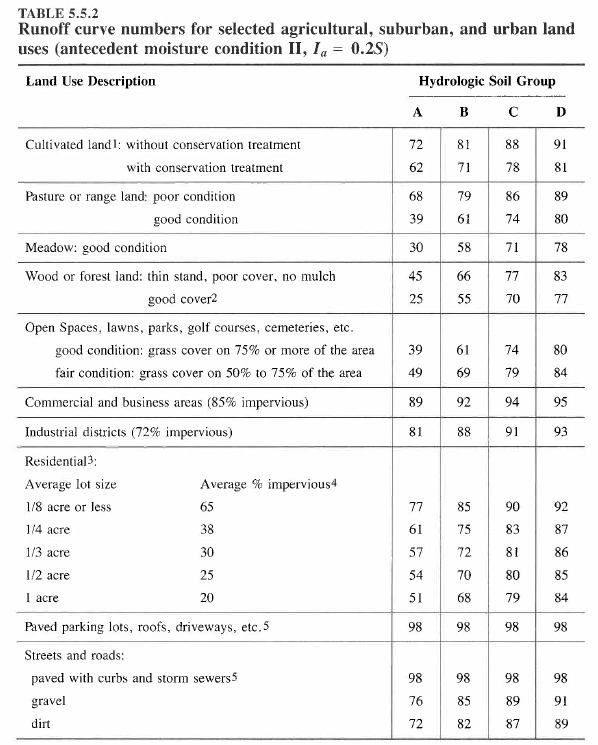 TABLE 5.5.2
Runoff curve numbers for selected agricultural, suburban, and urban land
uses (antecedent moisture condition II, Ia = 0.2S)
Land Use Description Hydrologic Soil Group
A B C D
Cultivated land1: without conservation treatment 72 81 88 91
with conservation treatment 62 71 78 81
Pasture or range land: poor condition 68 79 86 89
good condition 39 61 74 80
Meadow: good condition 30 58 71 78
Wood or forest land: thin stand, poor cover, no mulch 45 66 77 83
good cover2 25 55 70 77
Open Spaces, lawns, parks, golf courses, cemeteries, etc.
good condition: grass cover on 75% or more of the area 39 61 74 80
fair condition: grass cover on 50% to 75% of the area 49 69 79 84
Commercial and business areas (85% impervious) 89 92 94 95
Industrial districts (72% impervious) 81 88 91 93
Residential3:
Average lot size Average % impervious4
1/8 acre or less 65 77 85 90 92
1/4 acre 38 61 75 83 87
1/3 acre 30 57 72 81 86
1/2 acre 25 54 70 80 85
1 acre 20 51 68 79 84
Paved parking lots, roofs, driveways, etc.5 98 98 98 98
Streets and roads:
paved with curbs and storm sewers5 98 98 98 98
gravel 76 85 89 91
dirt 72 82 87 89